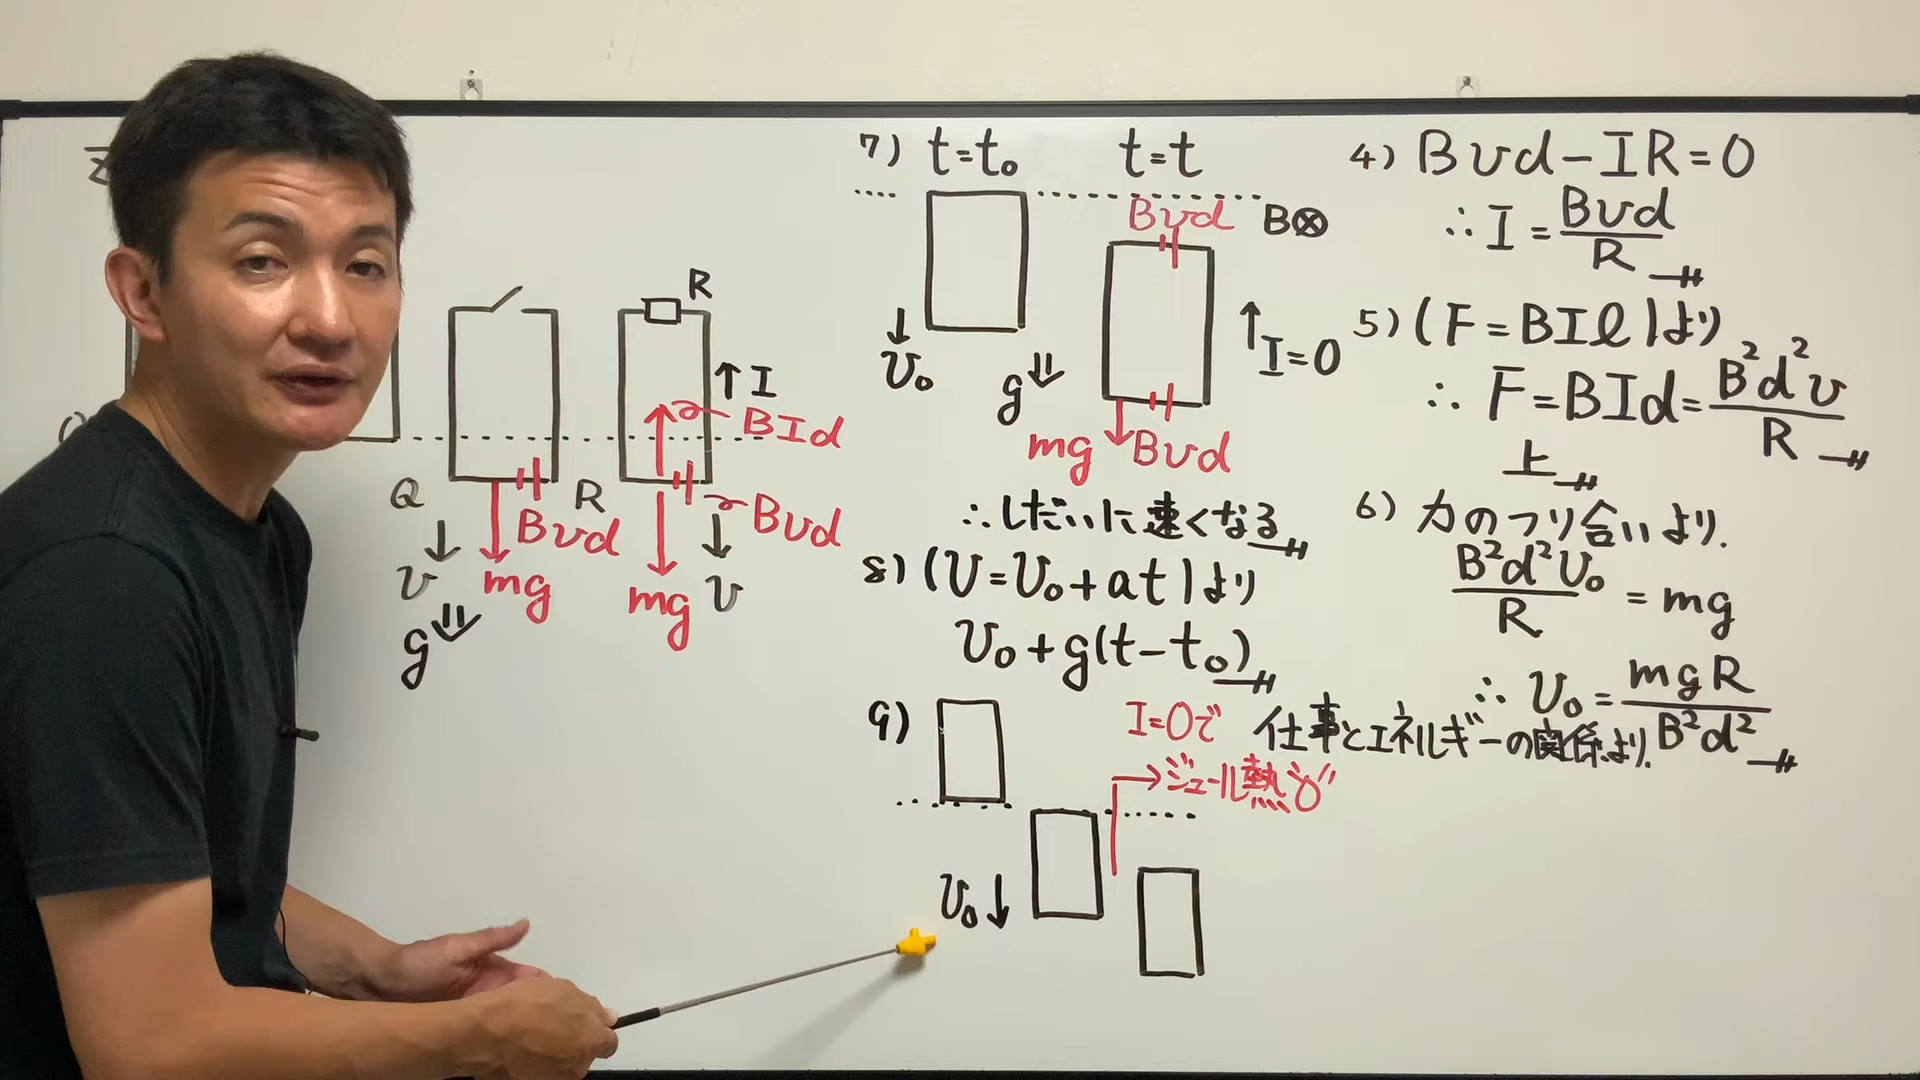 R
↑I
BId
Q
R
Bvd
Bvd
v
mg
mg
v
g
7) t=t₀ t=t
Bvd
B⊗
v₀
g
↑I=0
mg
Bvd
∴しだいに速くなる
8) (v=v₀+at)より
v₀+g(t-t₀)
9)
I=0で
→ジュール熱が
v₀↓
4) Bvd-IR=0
∴I=Bvd/R
5) (F=BIl)より
∴F=BId=B²d²v/R
上
6) 力のつり合いより.
B²d²v₀/R=mg
∴v₀=mgR/B²d²
仕事とエネルギーの関係より.